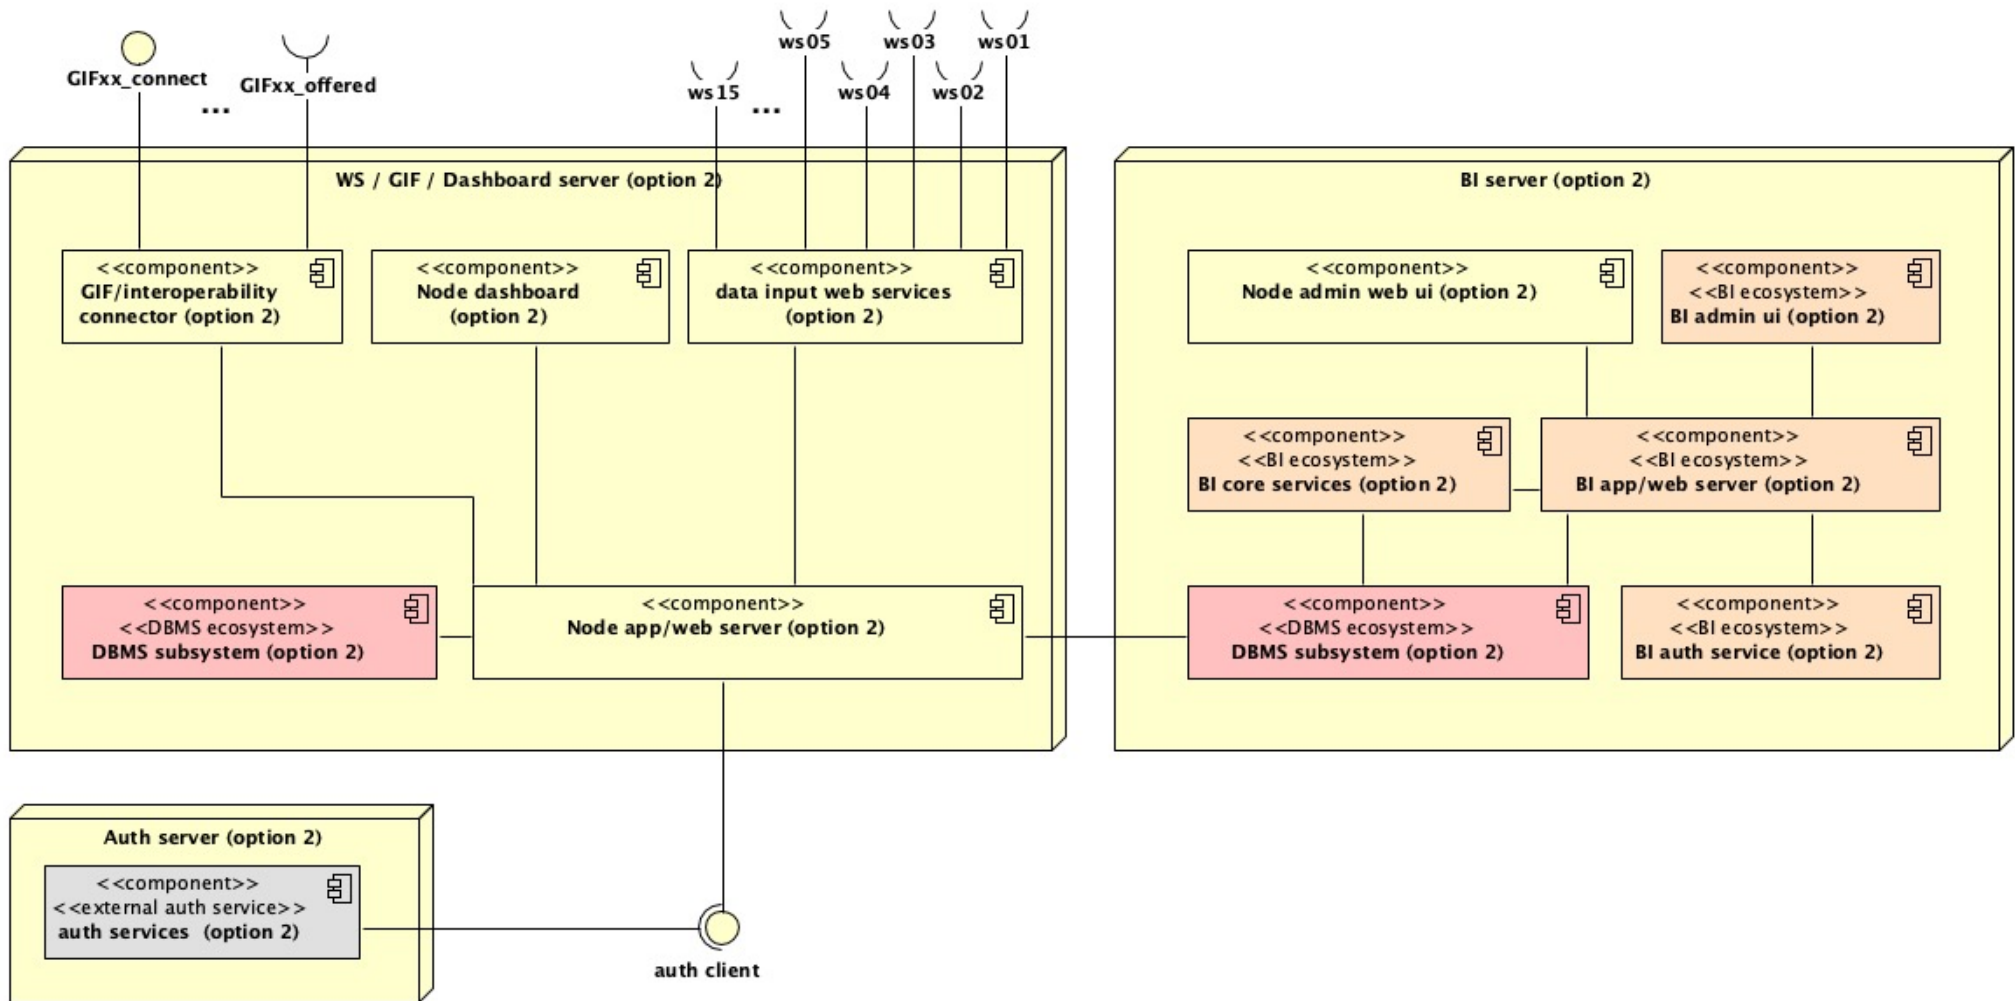 ws05
ws03
ws01
GIFxx_connect
...
GIFxx_offered
ws15
...
ws04
ws02
WS / GIF / Dashboard server (option 2)
<<component>>
GIF/interoperability
connector (option 2)
<<component>>
Node dashboard
(option 2)
<<component>>
data input web services
(option 2)
<<component>>
<<DBMS ecosystem>>
DBMS subsystem (option 2)
<<component>>
Node app/web server (option 2)
BI server (option 2)
<<component>>
Node admin web ui (option 2)
<<component>>
<<BI ecosystem>>
BI admin ui (option 2)
<<component>>
<<BI ecosystem>>
BI core services (option 2)
<<component>>
<<BI ecosystem>>
BI app/web server (option 2)
<<component>>
<<DBMS ecosystem>>
DBMS subsystem (option 2)
<<component>>
<<BI ecosystem>>
BI auth service (option 2)
Auth server (option 2)
<<component>>
<<external auth service>>
auth services (option 2)
auth client